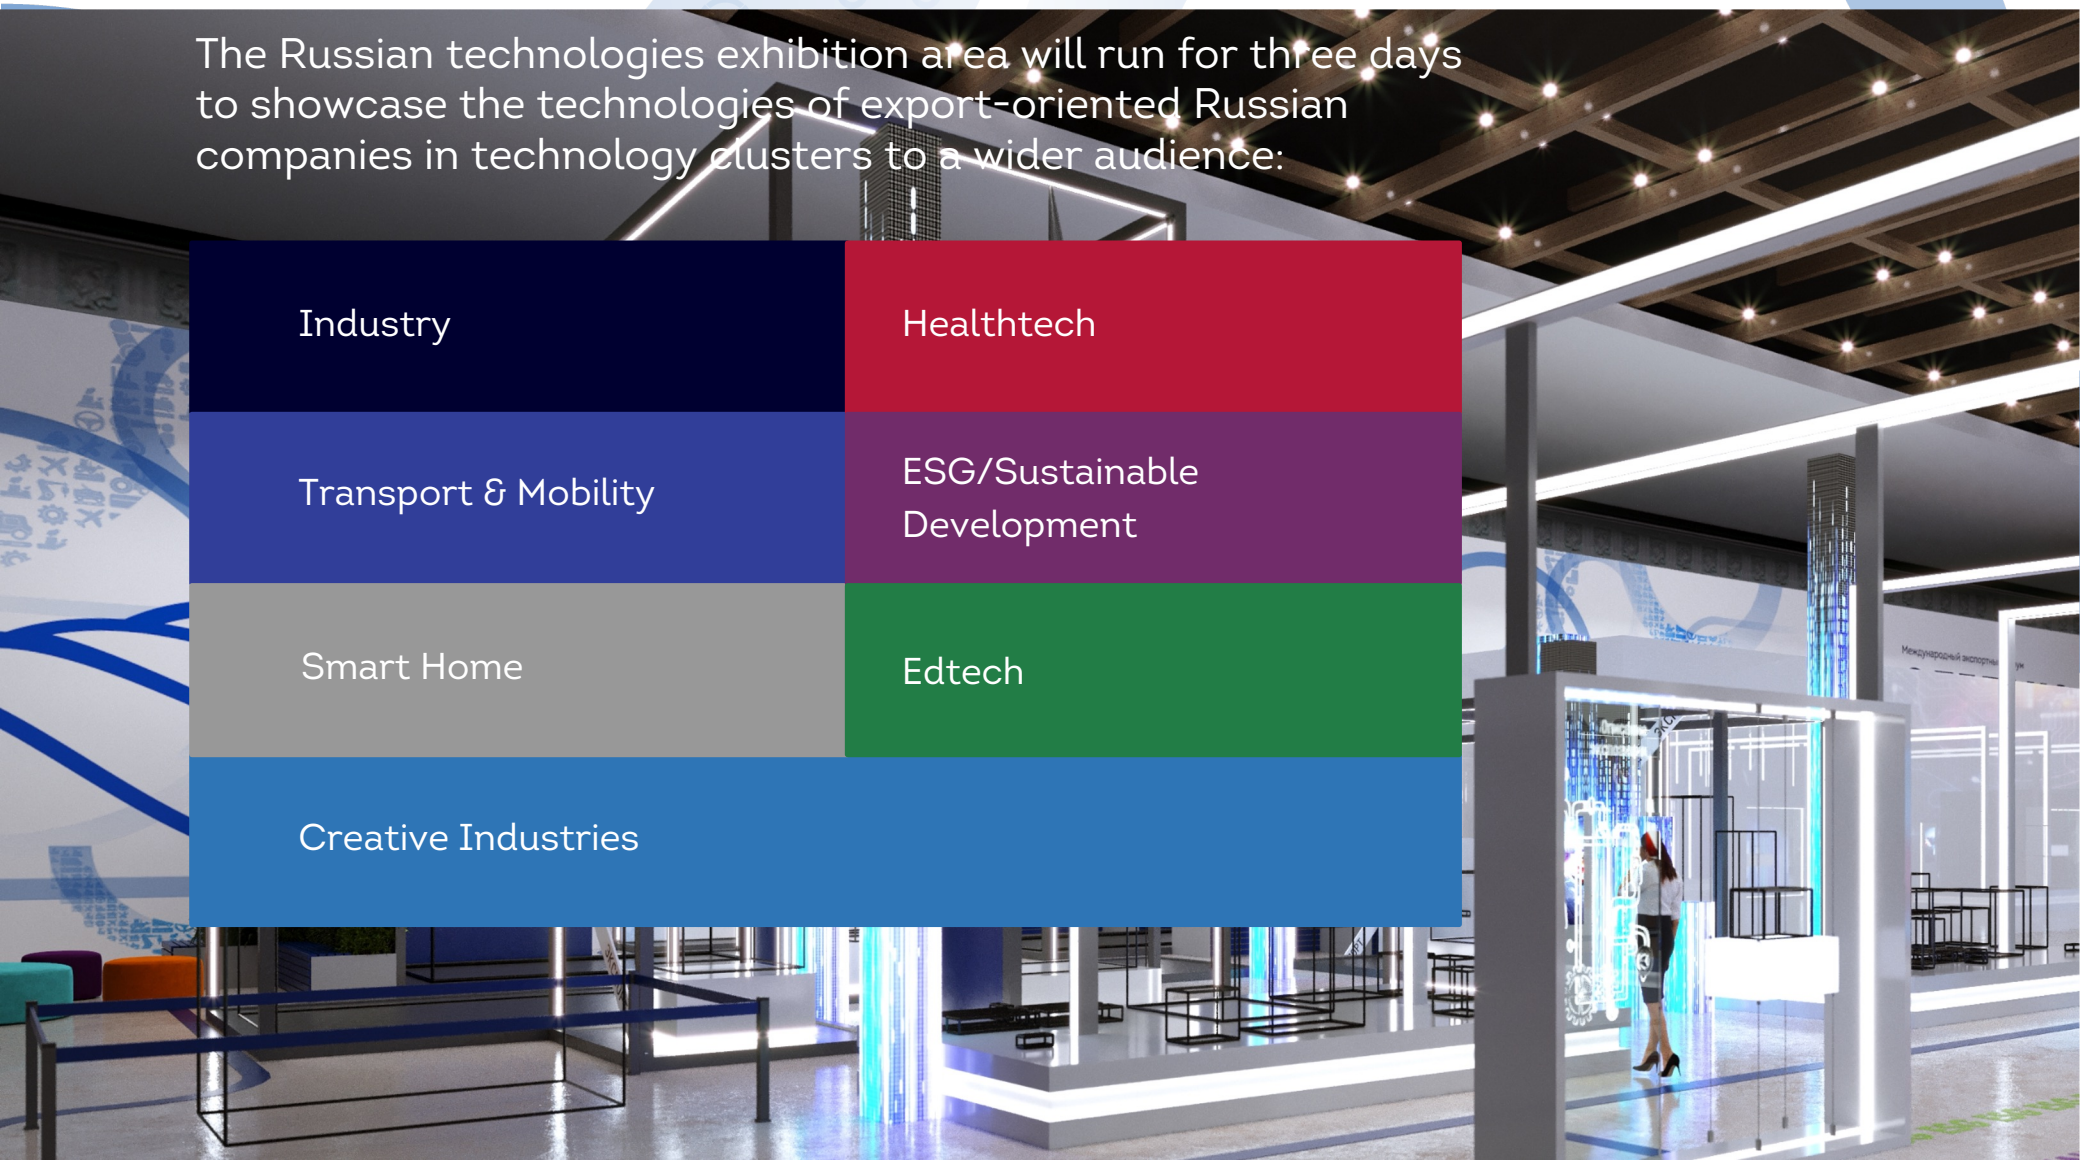 The Russian technologies exhibition area will run for three days
to showcase the technologies of export-oriented Russian
companies in technology clusters to a wider audience:
Industry
Healthtech
Transport & Mobility
ESG/Sustainable
Development
Smart Home
Edtech
Creative Industries
Международный